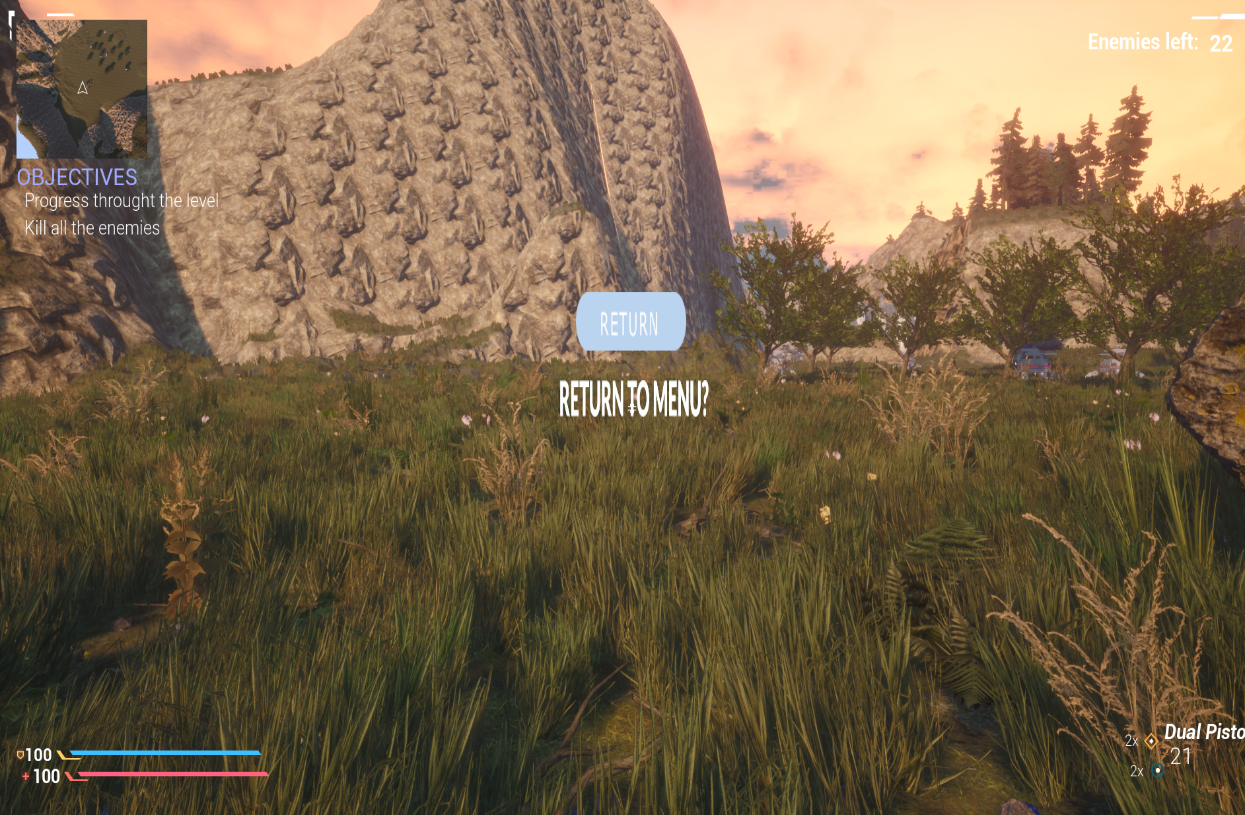 Enemies left: 22
OBJECTIVES
Progress throught the level
Kill all the enemies
RETURN
RETURN TO MENU?
100
+100
2x Dual Pisto
21
2x